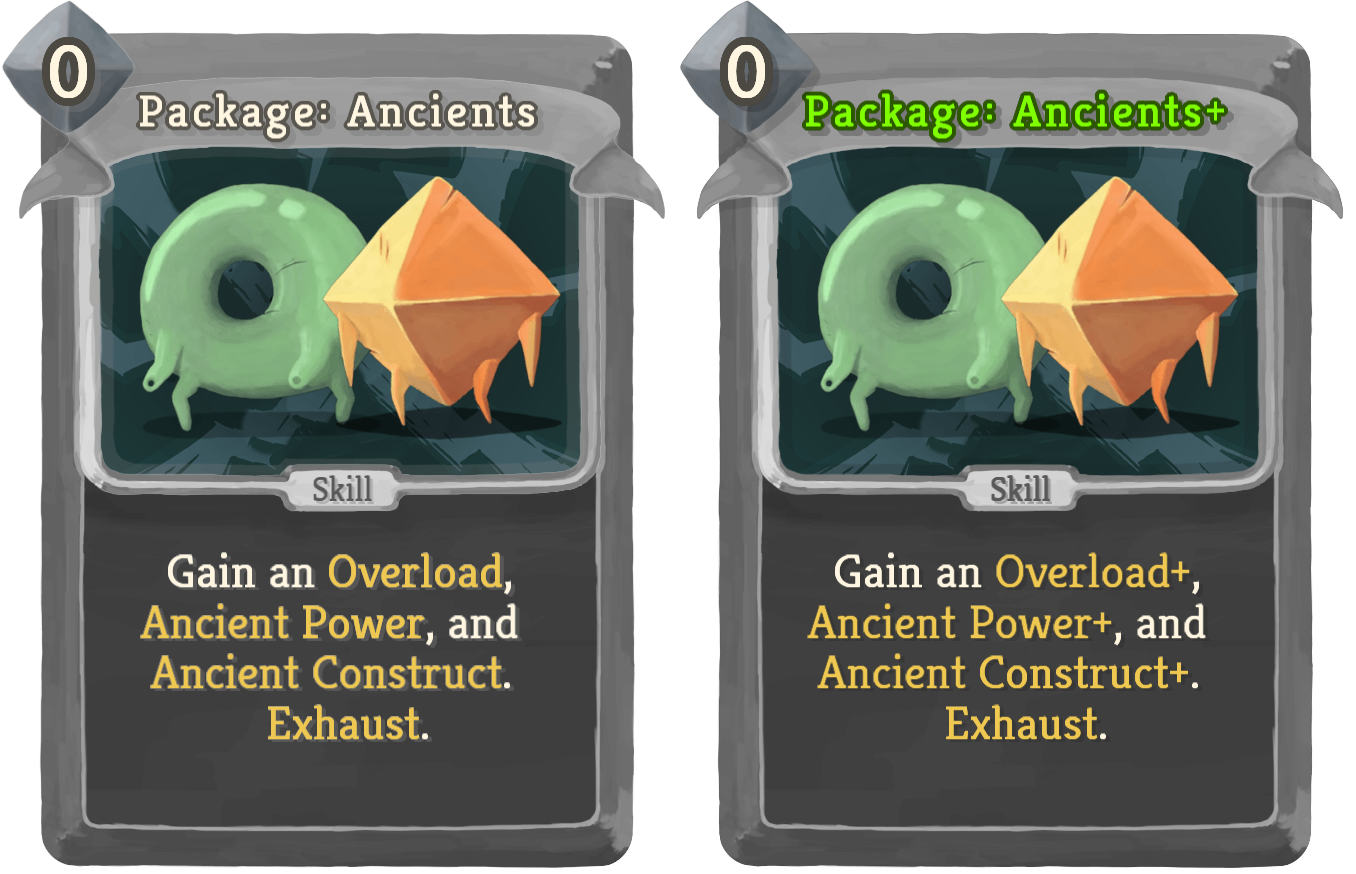 0
Package: Ancients
Skill
Gain an Overload,
Ancient Power, and
Ancient Construct.
Exhaust.
0
Package: Ancients+
Skill
Gain an Overload+,
Ancient Power+, and
Ancient Construct+.
Exhaust.